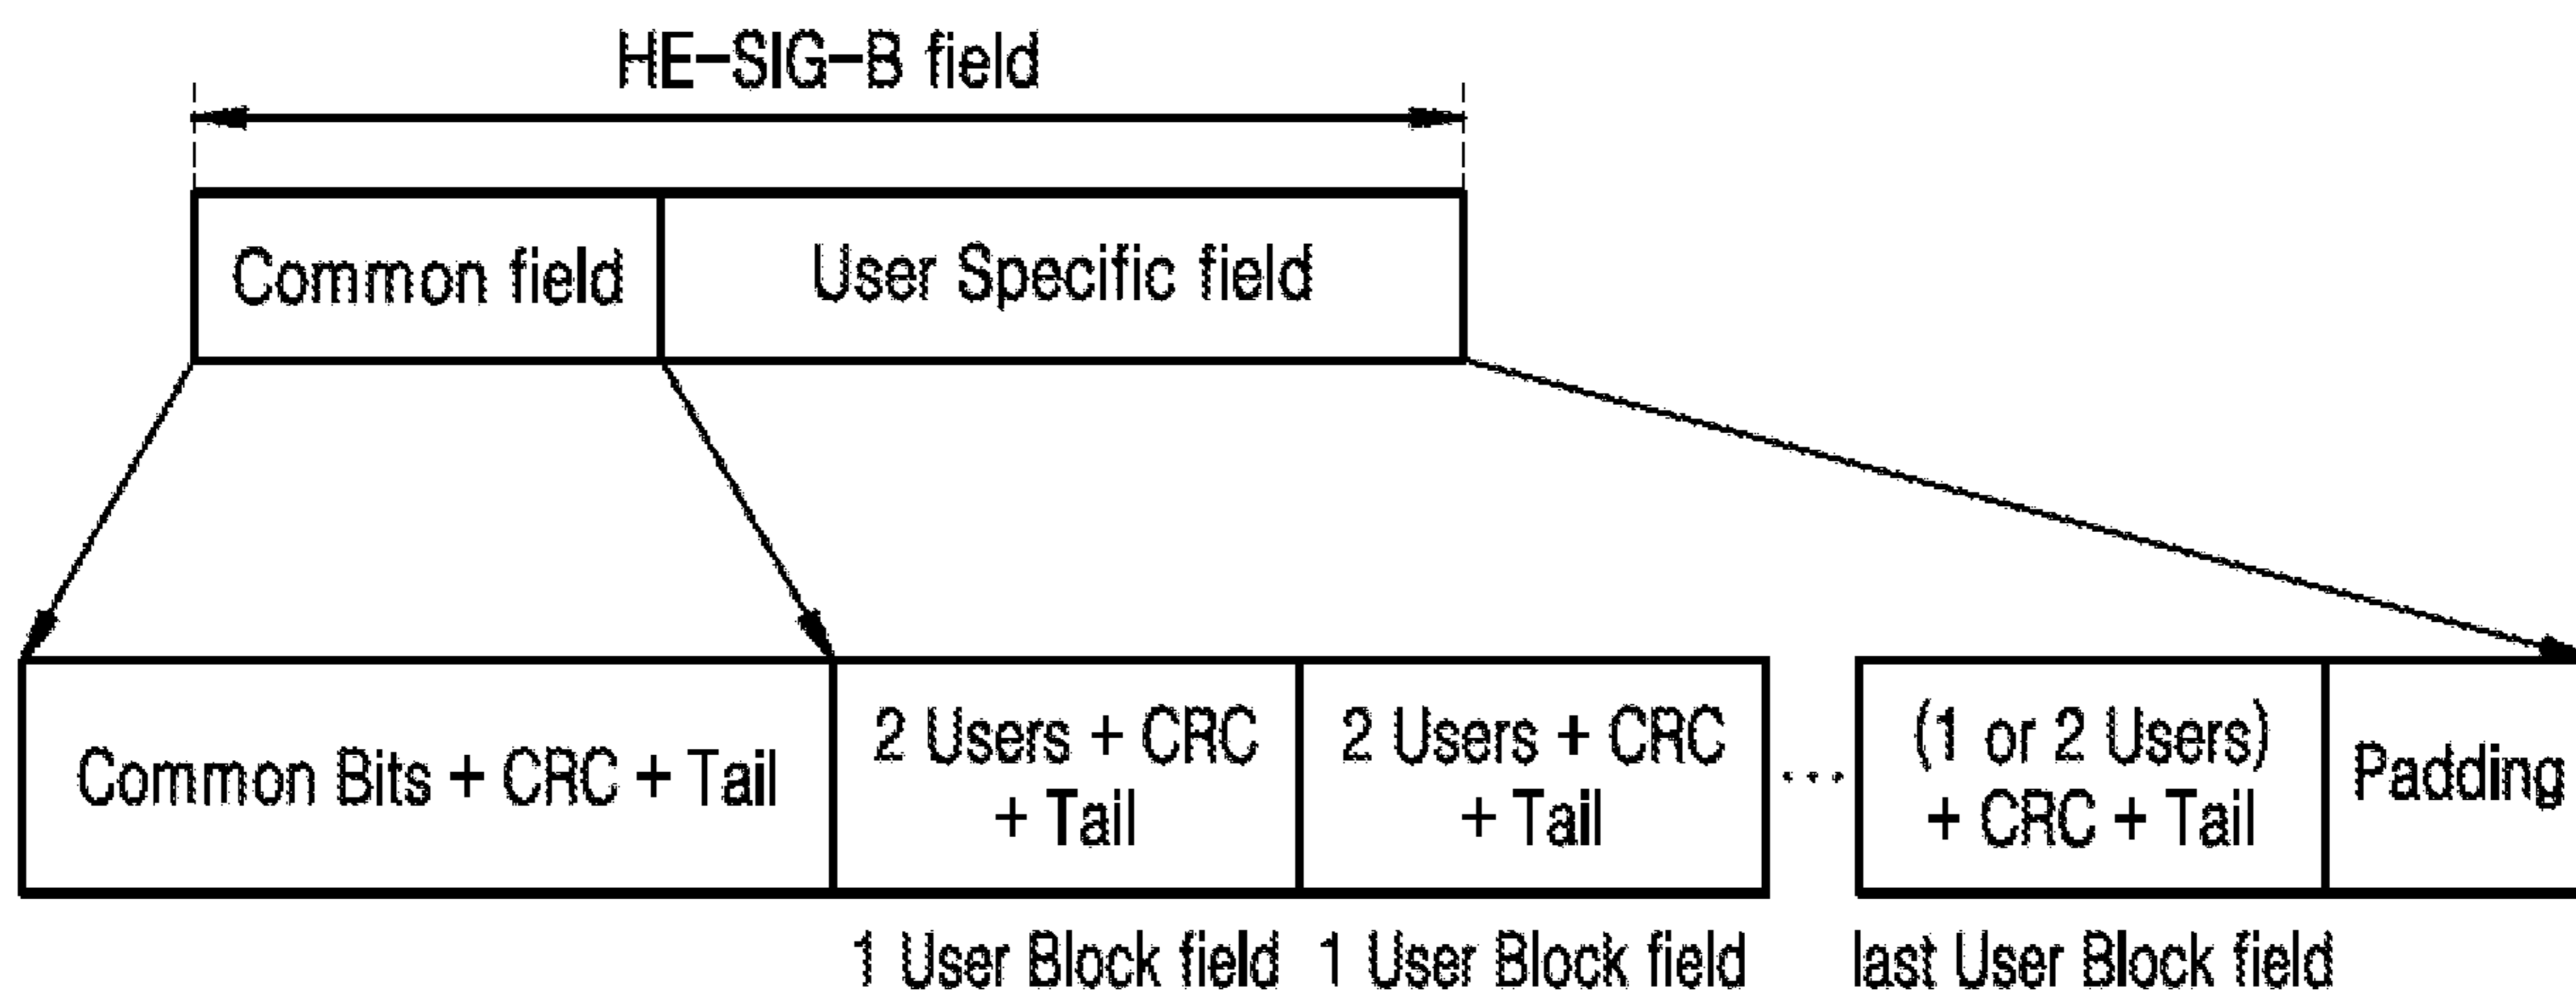 HE-SIG-B field
Common field
User Specific field
Common Bits + CRC + Tail
2 Users + CRC
+ Tail
2 Users + CRC
+ Tail
...
(1 or 2 Users)
+ CRC + Tail
Padding
1 User Block field
1 User Block field
last User Block field